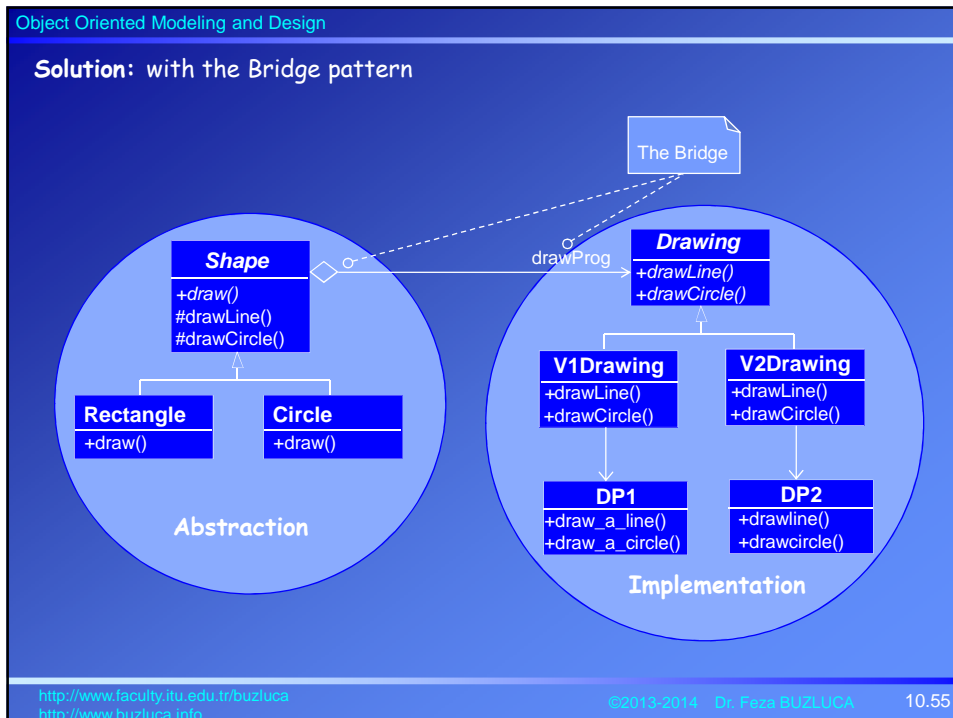 Object Oriented Modeling and Design
Solution: with the Bridge pattern
The Bridge
Shape
+draw()
#drawLine()
#drawCircle()
drawProg
Drawing
+drawLine()
+drawCircle()
Rectangle
+draw()
Circle
+draw()
V1Drawing
+drawLine()
+drawCircle()
V2Drawing
+drawLine()
+drawCircle()
DP1
+draw_a_line()
+draw_a_circle()
DP2
+drawline()
+drawcircle()
Abstraction
Implementation
http://www.faculty.itu.edu.tr/buzluca
http://www.buzluca.info
©2013-2014 Dr. Feza BUZLUCA 10.55